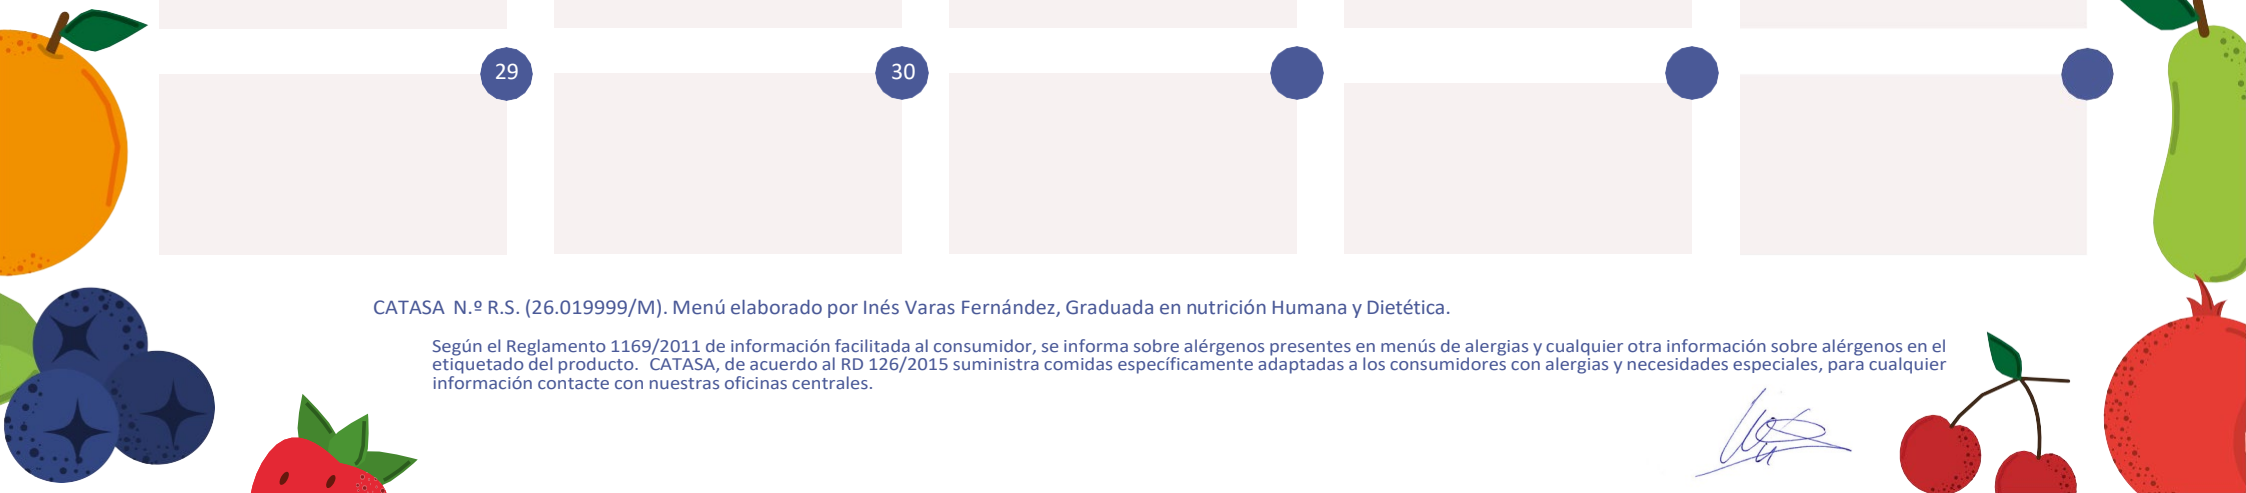 29
30
CATASA N.º R.S. (26.019999/M). Menú elaborado por Inés Varas Fernández, Graduada en nutrición Humana y Dietética.
Según el Reglamento 1169/2011 de información facilitada al consumidor, se informa sobre alérgenos presentes en menús de alergias y cualquier otra información sobre alérgenos en el
etiquetado del producto. CATASA, de acuerdo al RD 126/2015 suministra comidas específicamente adaptadas a los consumidores con alergias y necesidades especiales, para cualquier
información contacte con nuestras oficinas centrales.